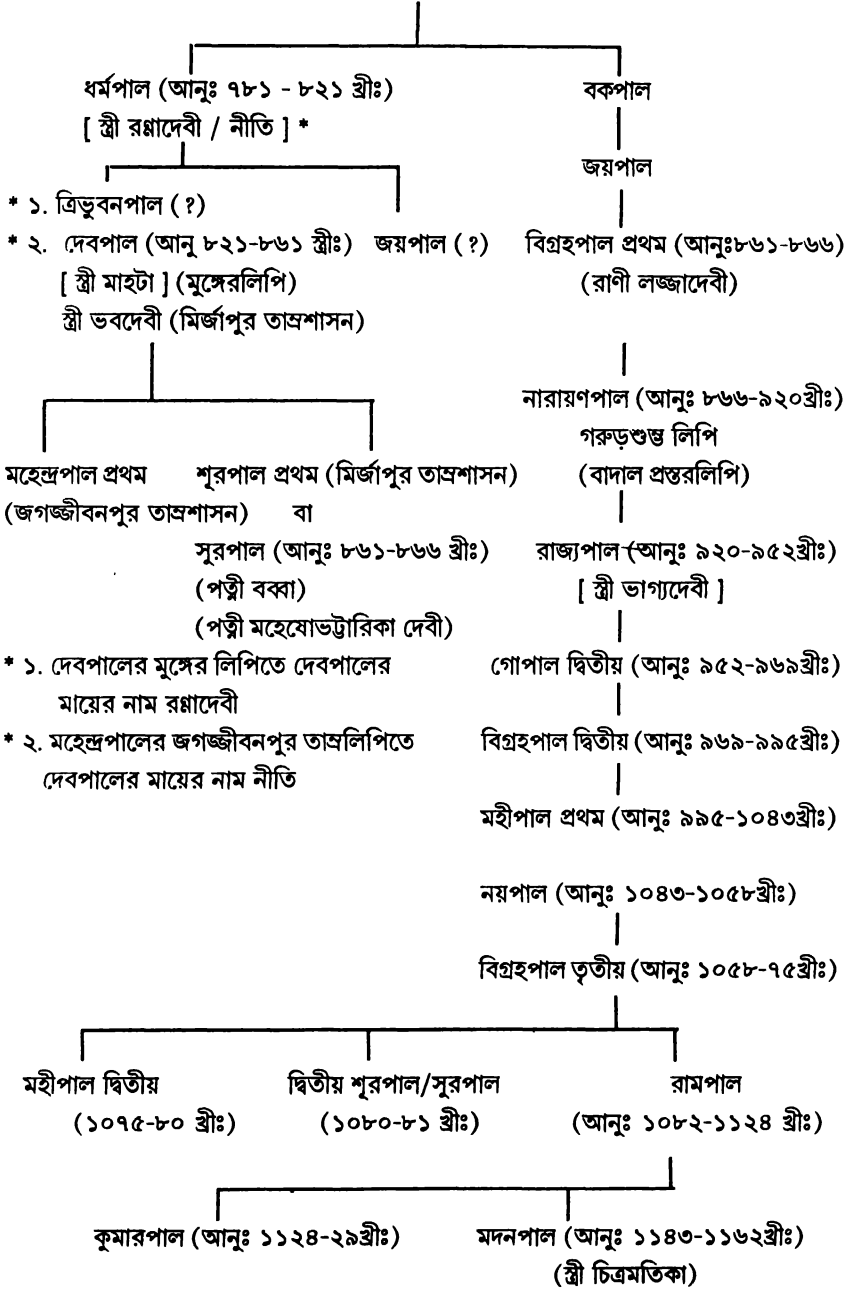 ধর্মপাল (আনুঃ ৭৮১ - ৮২১ খ্রীঃ) বকপাল
[ স্ত্রী রণ্ণাদেবী / নীতি ] *
জয়পাল
* ১. ত্রিভুবনপাল (?)
* ২. দেবপাল (আনু ৮২১-৮৬১ স্ত্রীঃ) জয়পাল (?) বিগ্রহপাল প্রথম (আনুঃ৮৬১-৮৬৬)
[ স্ত্রী মাহটা ] (মুঙ্গেরলিপি) (রাণী লজ্জাদেবী)
স্ত্রী ভবদেবী (মির্জাপুর তাম্রশাসন)
নারায়ণপাল (আনুঃ ৮৬৬-৯২০খ্রীঃ)
গরুড়শুম্ভ লিপি
মহেন্দ্রপাল প্রথম শূরপাল প্রথম (মির্জাপুর তাম্রশাসন) (বাদাল প্রস্তরলিপি)
(জগজ্জীবনপুর তাম্রশাসন) বা
সুরপাল (আনুঃ ৮৬১-৮৬৬ খ্রীঃ) রাজ্যপাল (আনুঃ ৯২০-৯৫২খ্রীঃ)
(পত্নী বব্বা) [ স্ত্রী ভাগ্যদেবী ]
(পত্নী মহেষোভট্টারিকা দেবী)
* ১. দেবপালের মুঙ্গের লিপিতে দেবপালের গোপাল দ্বিতীয় (আনুঃ ৯৫২-৯৬৯খ্রীঃ)
মায়ের নাম রণ্ণাদেবী
* ২. মহেন্দ্রপালের জগজ্জীবনপুর তাম্রলিপিতে বিগ্রহপাল দ্বিতীয় (আনুঃ ৯৬৯-৯৯৫খ্রীঃ)
দেবপালের মায়ের নাম নীতি
মহীপাল প্রথম (আনুঃ ৯৯৫-১০৪৩খ্রীঃ)
নয়পাল (আনুঃ ১০৪৩-১০৫৮খ্রীঃ)
বিগ্রহপাল তৃতীয় (আনুঃ ১০৫৮-৭৫খ্রীঃ)
মহীপাল দ্বিতীয় দ্বিতীয় শূরপাল/সুরপাল রামপাল
(১০৭৫-৮০ খ্রীঃ) (১০৮০-৮১ খ্রীঃ) (আনুঃ ১০৮২-১১২৪ খ্রীঃ)
কুমারপাল (আনুঃ ১১২৪-২৯খ্রীঃ) মদনপাল (আনুঃ ১১৪৩-১১৬২খ্রীঃ)
(স্ত্রী চিত্রমতিকা)